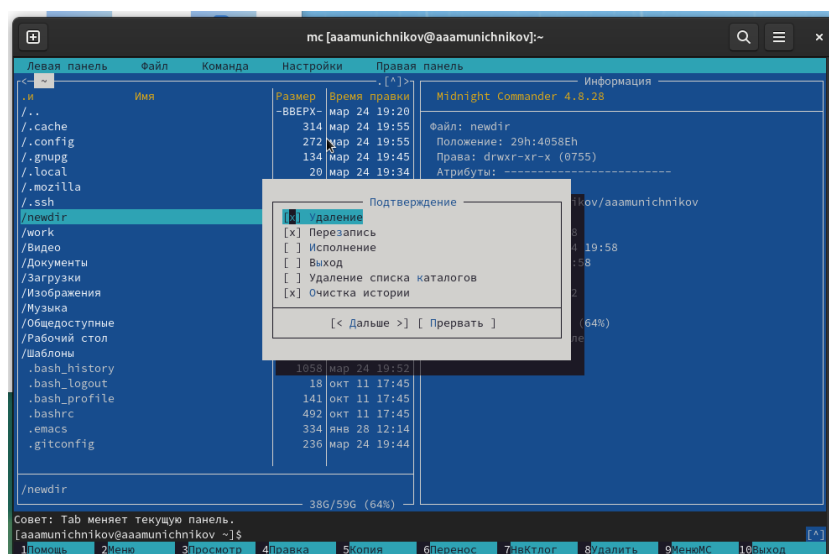 mc [aaamunichnikov@aaamunichnikov]:~
Левая панель Файл Команда Настройки Правая панель
<- ~ .[^]>
Информация
.и Имя Размер Время правки
Midnight Commander 4.8.28
/.. -ВВЕРХ- мар 24 19:20
/.cache 314 мар 24 19:55
Файл: newdir
/.config 272 мар 24 19:55
Положение: 29h:4058Eh
/.gnupg 134 мар 24 19:45
Права: drwxr-xr-x (0755)
/.local 20 мар 24 19:34
Атрибуты: -------------------------
/.mozilla
/.ssh
ikov/aaamunichnikov
/newdir
/work
/Видео
19:58
/Документы
:58
/Загрузки
/Изображения
/Музыка
/Общедоступные
(64%)
/Рабочий стол
/Шаблоны
Подтверждение
[x] Удаление
[x] Перезапись
[ ] Исполнение
[ ] Выход
[ ] Удаление списка каталогов
[x] Очистка истории
[< Дальше >] [ Прервать ]
.bash_history 1058 мар 24 19:52
.bash_logout 18 окт 11 17:45
.bash_profile 141 окт 11 17:45
.bashrc 492 окт 11 17:45
.emacs 334 янв 28 12:14
.gitconfig 236 мар 24 19:44
/newdir
38G/59G (64%)
Совет: Tab меняет текущую панель.
[aaamunichnikov@aaamunichnikov ~]$ [^]
1Помощь 2Меню 3Просмотр 4Правка 5Копия 6Перенос 7НвКтлог 8Удалить 9МенюМС 10Выход